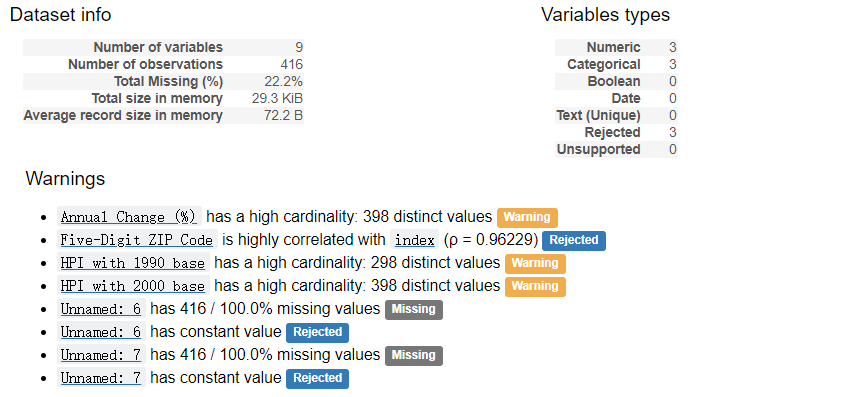 Dataset info
Number of variables 9
Number of observations 416
Total Missing (%) 22.2%
Total size in memory 29.3 KiB
Average record size in memory 72.2 B
Variables types
Numeric 3
Categorical 3
Boolean 0
Date 0
Text (Unique) 0
Rejected 3
Unsupported 0
Warnings
Annual Change (%) has a high cardinality: 398 distinct values Warning
Five-Digit ZIP Code is highly correlated with index (ρ = 0.96229) Rejected
HPI with 1990 base has a high cardinality: 298 distinct values Warning
HPI with 2000 base has a high cardinality: 398 distinct values Warning
Unnamed: 6 has 416 / 100.0% missing values Missing
Unnamed: 6 has constant value Rejected
Unnamed: 7 has 416 / 100.0% missing values Missing
Unnamed: 7 has constant value Rejected